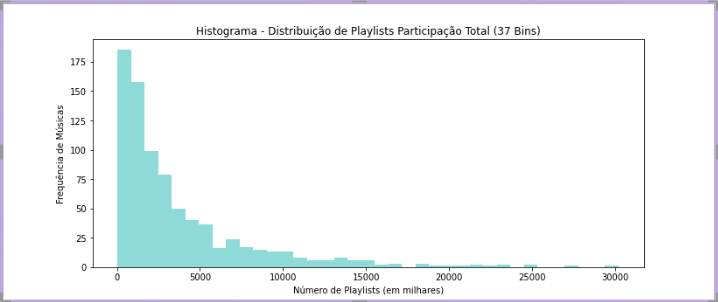 Histograma - Distribuição de Playlists Participação Total (37 Bins)
175
150
125
100
75
50
25
0
Frequência de Músicas
0 5000 10000 15000 20000 25000 30000
Número de Playlists (em milhares)